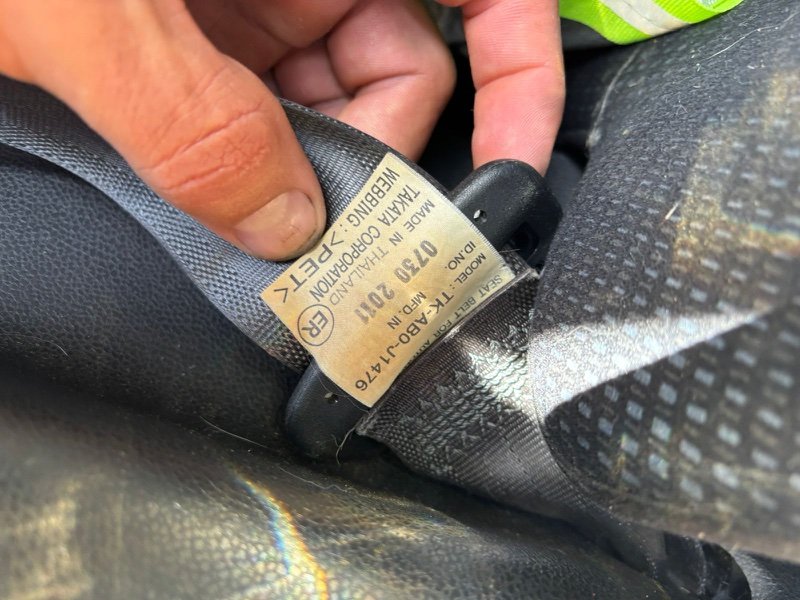 SEAT BELT FOR
MODEL : TK-AB0-J1476
ID.NO. MFD. IN
0730 2011
MADE IN THAILAND
TAKATA CORPORATION ER
WEBBING : >PET<